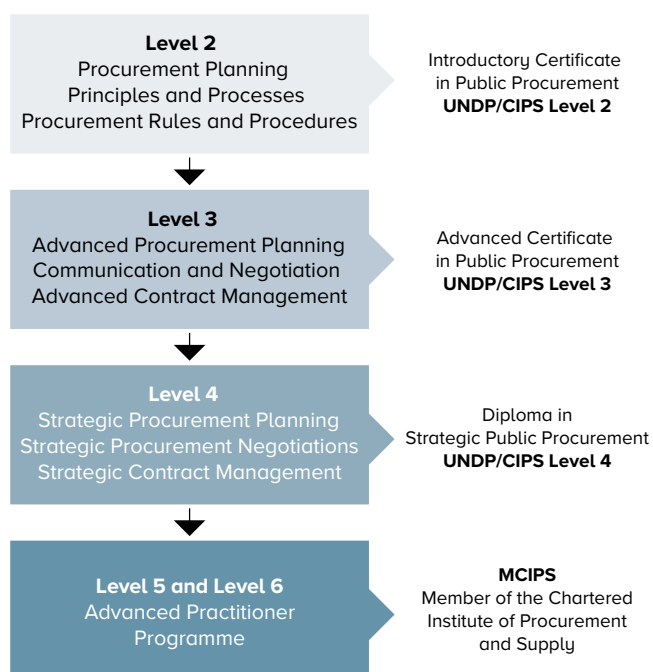 Level 2
Procurement Planning
Principles and Processes
Procurement Rules and Procedures
Introductory Certificate
in Public Procurement
UNDP/CIPS Level 2
Level 3
Advanced Procurement Planning
Communication and Negotiation
Advanced Contract Management
Advanced Certificate
in Public Procurement
UNDP/CIPS Level 3
Level 4
Strategic Procurement Planning
Strategic Procurement Negotiations
Strategic Contract Management
Diploma in
Strategic Public Procurement
UNDP/CIPS Level 4
Level 5 and Level 6
Advanced Practitioner
Programme
MCIPS
Member of the Chartered
Institute of Procurement
and Supply